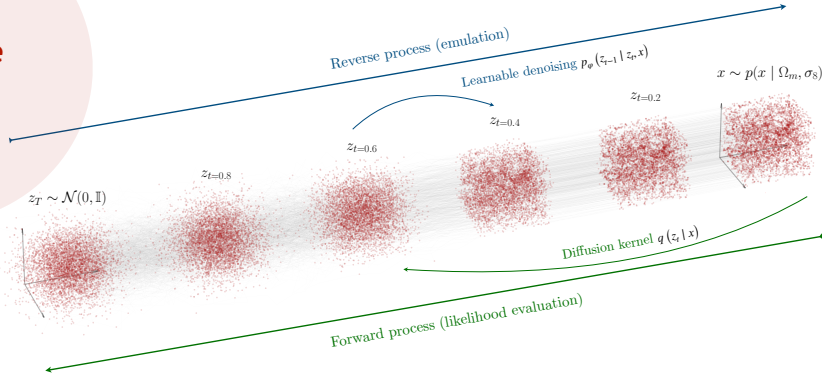 e
Reverse process (emulation)
Learnable denoising p_φ (z_{t−1} | z_t, x)
x ∼ p(x | Ω_m, σ_8)
z_{t=0.2}
z_{t=0.4}
z_{t=0.6}
z_{t=0.8}
z_T ∼ 𝒩(0, 𝕀)
Diffusion kernel q (z_t | x)
Forward process (likelihood evaluation)